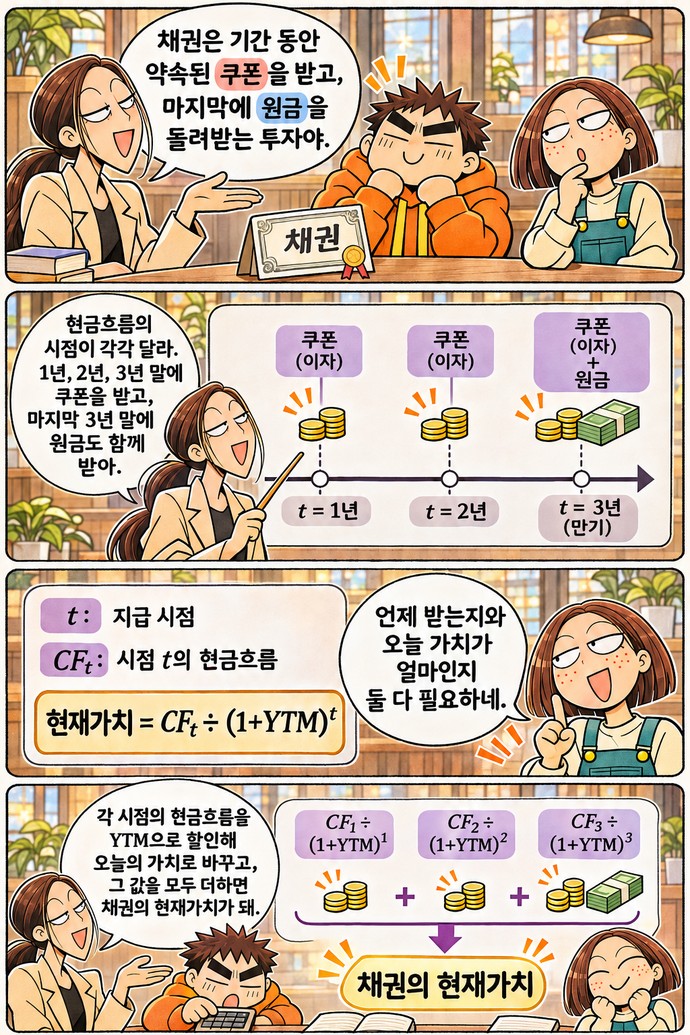 채권은 기간 동안
약속된 쿠폰을 받고,
마지막에 원금을
돌려받는 투자야.
채권
현금흐름의
시점이 각각 달라.
1년, 2년, 3년 말에
쿠폰을 받고,
마지막 3년 말에
원금도 함께
받아.
쿠폰
(이자)
쿠폰
(이자)
쿠폰
(이자)
+
원금
t = 1년
t = 2년
t = 3년
(만기)
t : 지급 시점
CFₜ: 시점 t의 현금흐름
현재가치 = CFₜ ÷ (1+YTM)ᵗ
언제 받는지와
오늘 가치가
얼마인지
둘 다 필요하네.
각 시점의 현금흐름을
YTM으로 할인해
오늘의 가치로 바꾸고,
그 값을 모두 더하면
채권의 현재가치가 돼.
CF₁ ÷
(1+YTM)¹
CF₂ ÷
(1+YTM)²
CF₃ ÷
(1+YTM)³
+ +
채권의 현재가치